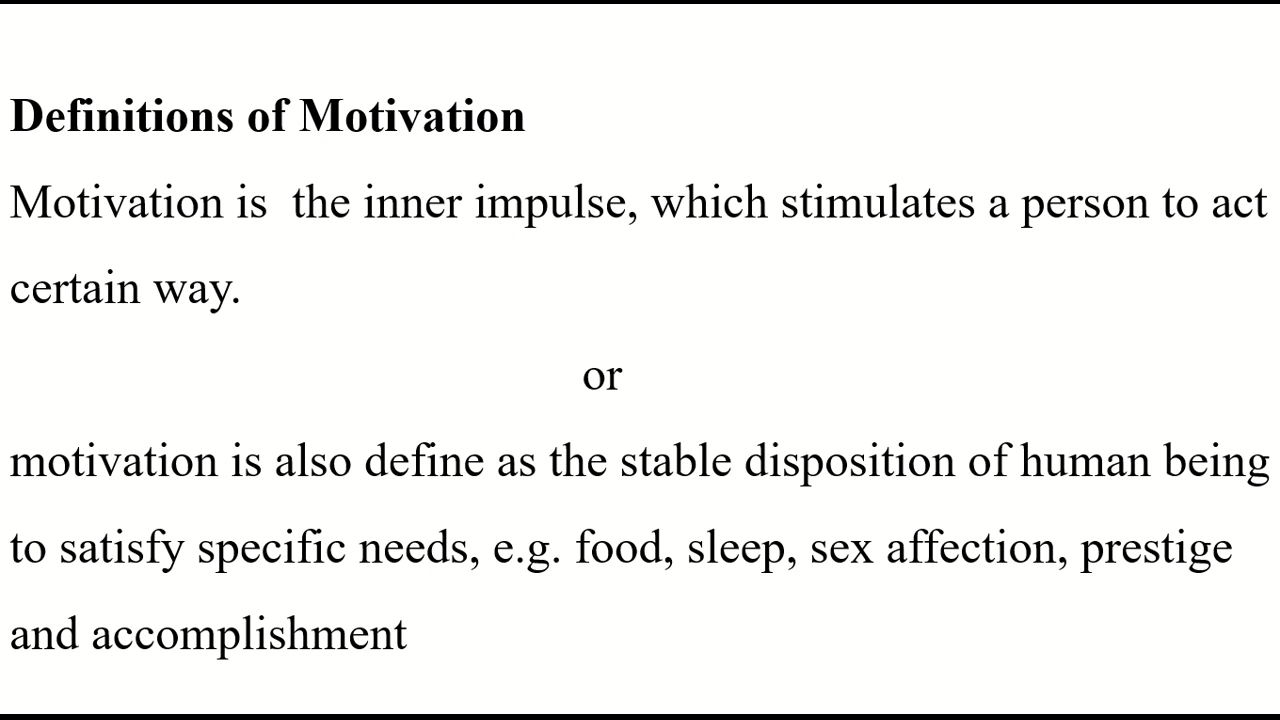 Definitions of Motivation
Motivation is  the inner impulse, which stimulates a person to act
certain way.
or
motivation is also define as the stable disposition of human being
to satisfy specific needs, e.g. food, sleep, sex affection, prestige
and accomplishment